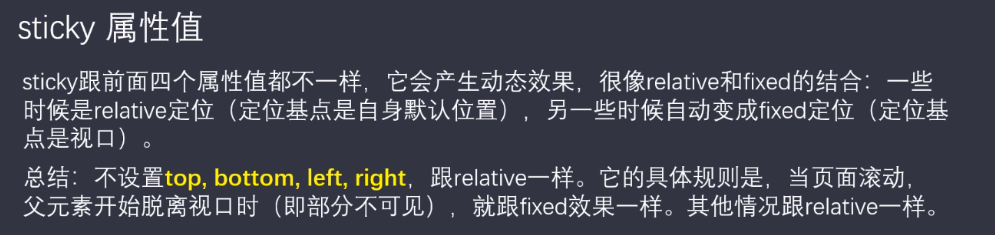 sticky 属性值
sticky跟前面四个属性值都不一样，它会产生动态效果，很像relative和fixed的结合：一些
时候是relative定位（定位基点是自身默认位置），另一些时候自动变成fixed定位（定位基
点是视口）。
总结：不设置top, bottom, left, right，跟relative一样。它的具体规则是，当页面滚动，
父元素开始脱离视口时（即部分不可见），就跟fixed效果一样。其他情况跟relative一样。